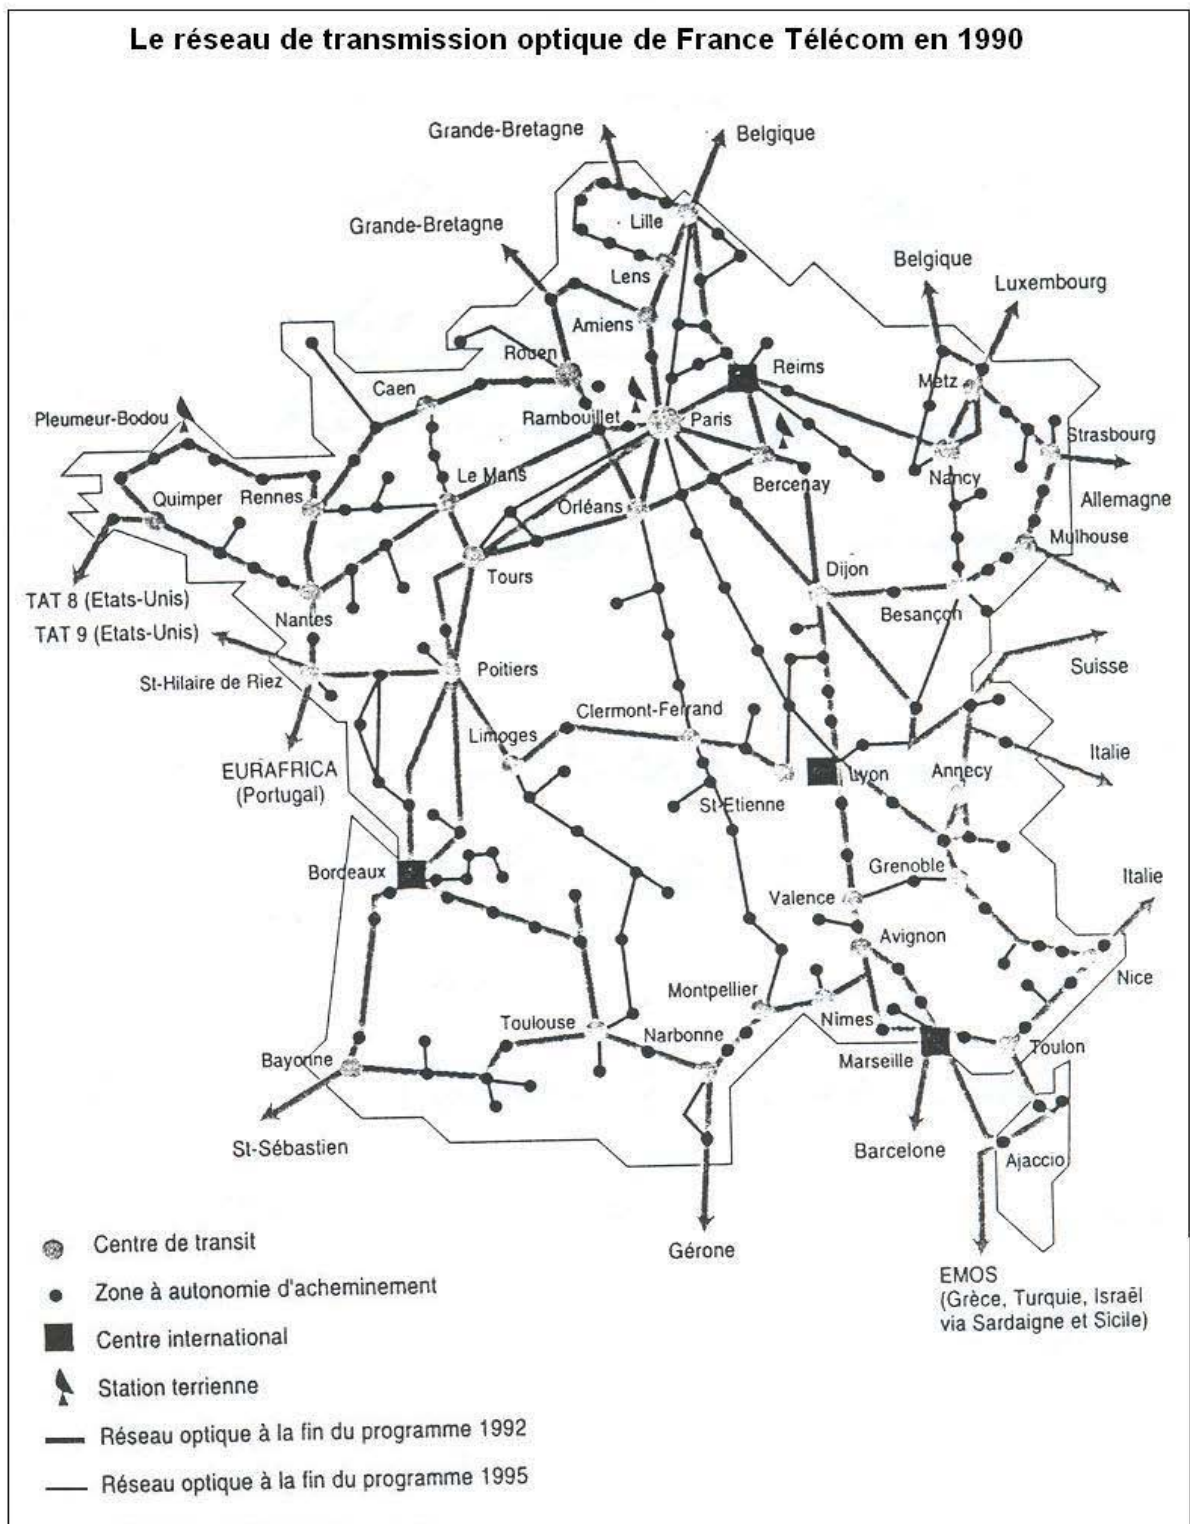 Le réseau de transmission optique de France Télécom en 1990
Grande-Bretagne
Belgique
Grande-Bretagne
Lille
Lens
Belgique
Luxembourg
Amiens
Rouen
Reims
Metz
Caen
Pleumeur-Bodou
Rambouillet
Paris
Strasbourg
Le Mans
Bercenay
Nancy
Quimper
Rennes
Orléans
Allemagne
Mulhouse
Tours
Dijon
TAT 8 (Etats-Unis)
Nantes
Besançon
TAT 9 (Etats-Unis)
St-Hilaire de Riez
Poitiers
Suisse
Clermont-Ferrand
Limoges
Italie
EURAFRICA
(Portugal)
Lyon
Annecy
St-Etienne
Bordeaux
Grenoble
Italie
Valence
Avignon
Nice
Montpellier
Toulouse
Narbonne
Nîmes
Bayonne
Marseille
Toulon
St-Sébastien
Barcelone
Ajaccio
Gérone
EMOS
(Grèce, Turquie, Israël
via Sardaigne et Sicile)
Centre de transit
Zone à autonomie d'acheminement
Centre international
Station terrienne
Réseau optique à la fin du programme 1992
Réseau optique à la fin du programme 1995